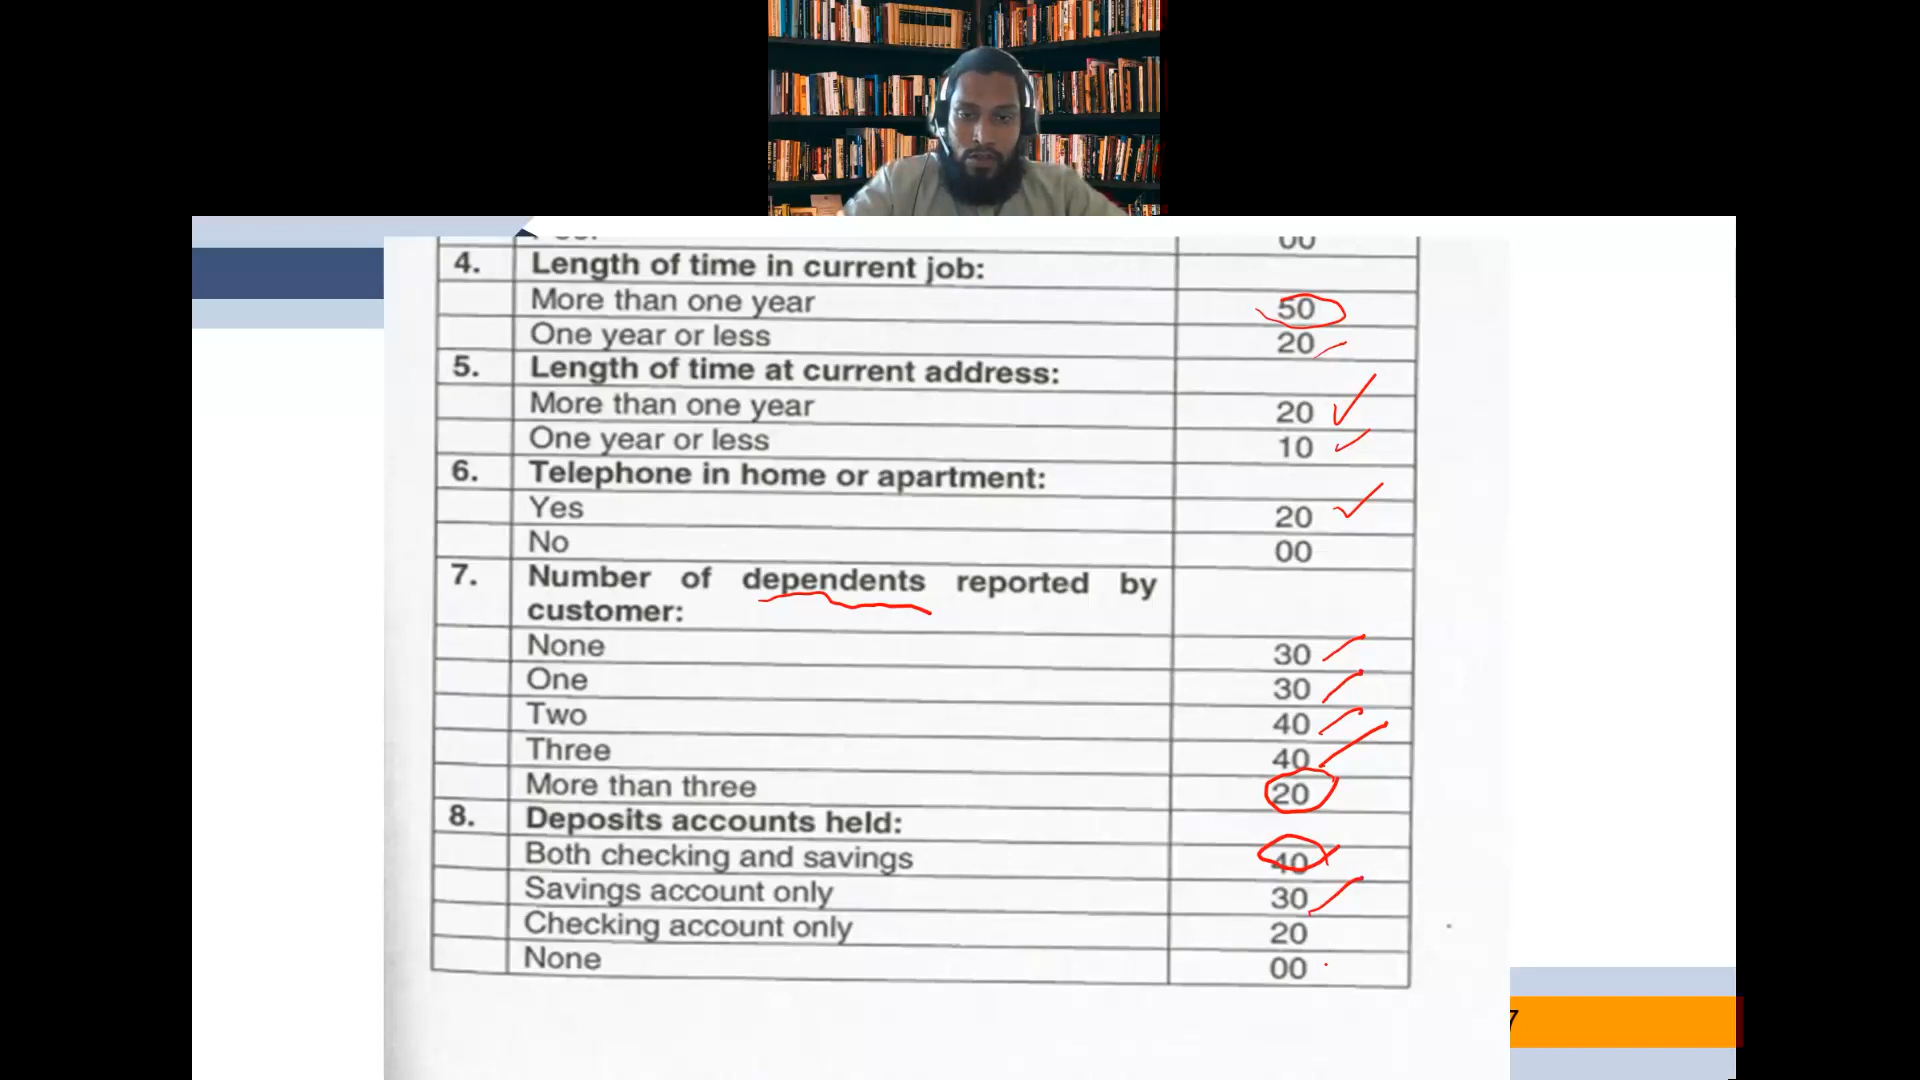 00
4. Length of time in current job:
More than one year 50
One year or less 20
5. Length of time at current address:
More than one year 20
One year or less 10
6. Telephone in home or apartment:
Yes 20
No 00
7. Number of dependents reported by
customer:
None 30
One 30
Two 40
Three 40
More than three 20
8. Deposits accounts held:
Both checking and savings 40
Savings account only 30
Checking account only 20
None 00
7